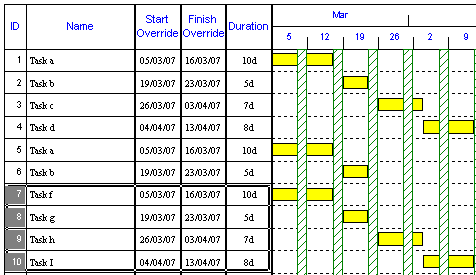 ID Name Start Override Finish Override Duration Mar
5 12 19 26 2 9
1 Task a 05/03/07 16/03/07 10d
2 Task b 19/03/07 23/03/07 5d
3 Task c 26/03/07 03/04/07 7d
4 Task d 04/04/07 13/04/07 8d
5 Task a 05/03/07 16/03/07 10d
6 Task b 19/03/07 23/03/07 5d
7 Task f 05/03/07 16/03/07 10d
8 Task g 19/03/07 23/03/07 5d
9 Task h 26/03/07 03/04/07 7d
10 Task I 04/04/07 13/04/07 8d